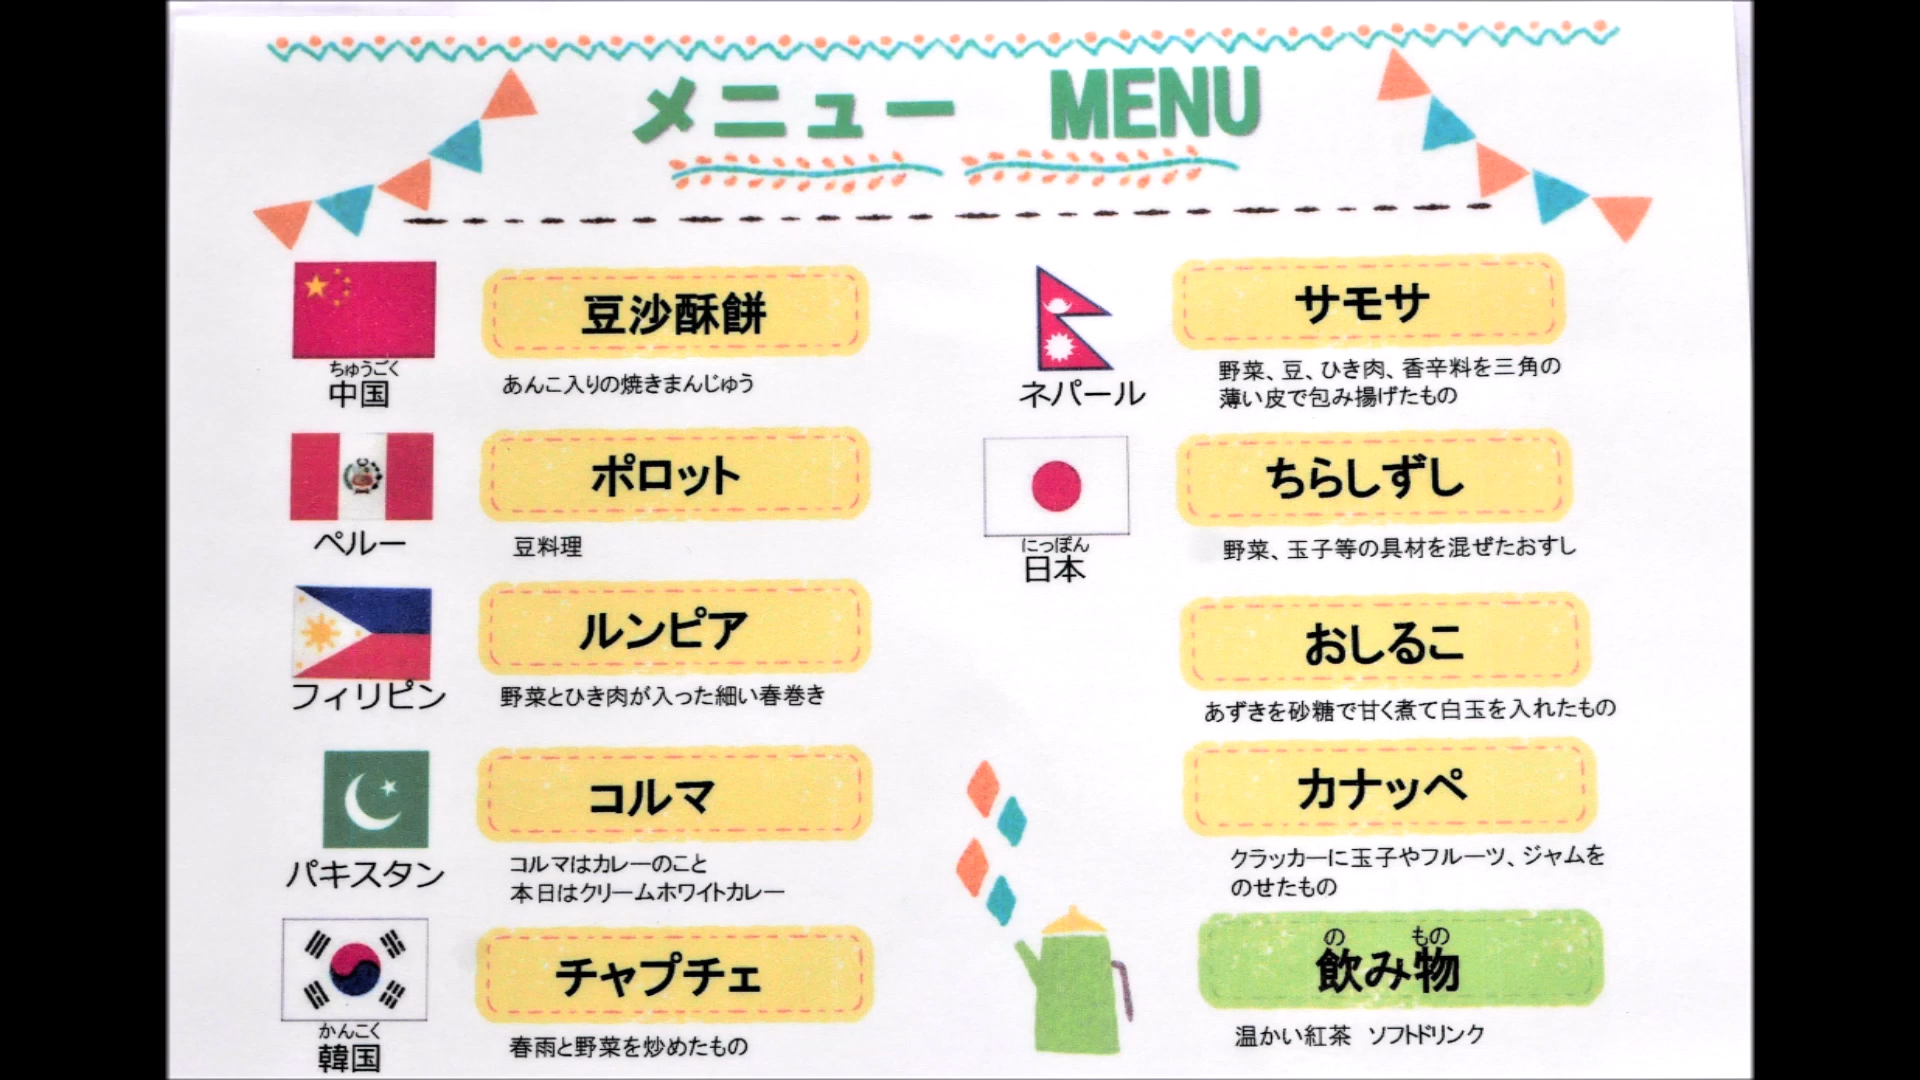 メニュー MENU
豆沙酥餅
ちゅうごく
中国
あんこ入りの焼きまんじゅう
ポロット
ペルー
豆料理
ルンピア
フィリピン
野菜とひき肉が入った細い春巻き
コルマ
パキスタン
コルマはカレーのこと
本日はクリームホワイトカレー
チャプチェ
かんこく
韓国
春雨と野菜を炒めたもの
サモサ
ネパール
野菜、豆、ひき肉、香辛料を三角の
薄い皮で包み揚げたもの
ちらしずし
にっぽん
日本
野菜、玉子等の具材を混ぜたおすし
おしるこ
あずきを砂糖で甘く煮て白玉を入れたもの
カナッペ
クラッカーに玉子やフルーツ、ジャムを
のせたもの
の もの
飲み物
温かい紅茶 ソフトドリンク